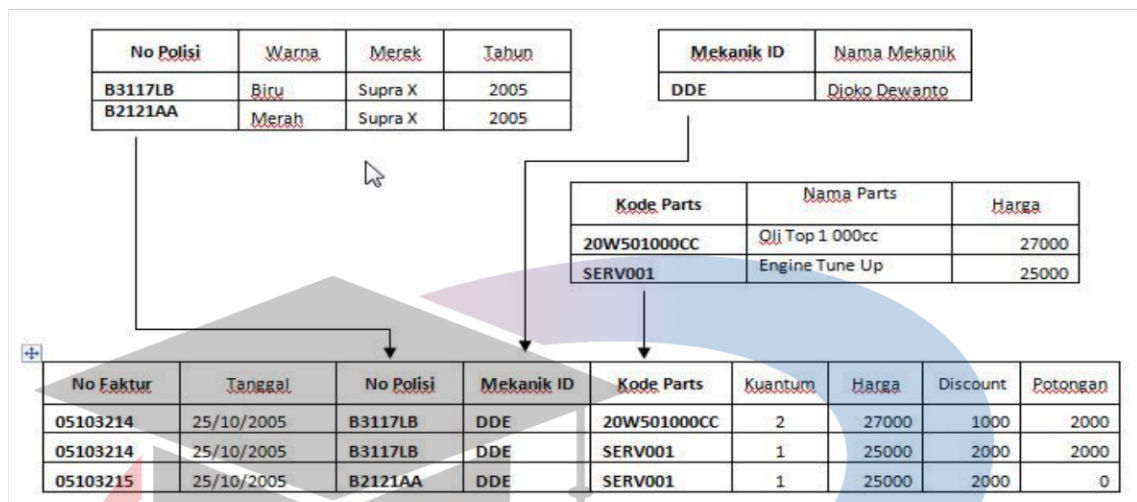 No Polisi Warna Merek Tahun
B3117LB Biru Supra X 2005
B2121AA Merah Supra X 2005
Mekanik ID Nama Mekanik
DDE Djoko Dewanto
Kode Parts Nama Parts Harga
20W501000CC Oli Top 1 000cc 27000
SERV001 Engine Tune Up 25000
No Faktur Tanggal No Polisi Mekanik ID Kode Parts Kuantum Harga Discount Potongan
05103214 25/10/2005 B3117LB DDE 20W501000CC 2 27000 1000 2000
05103214 25/10/2005 B3117LB DDE SERV001 1 25000 2000 2000
05103215 25/10/2005 B2121AA DDE SERV001 1 25000 2000 0